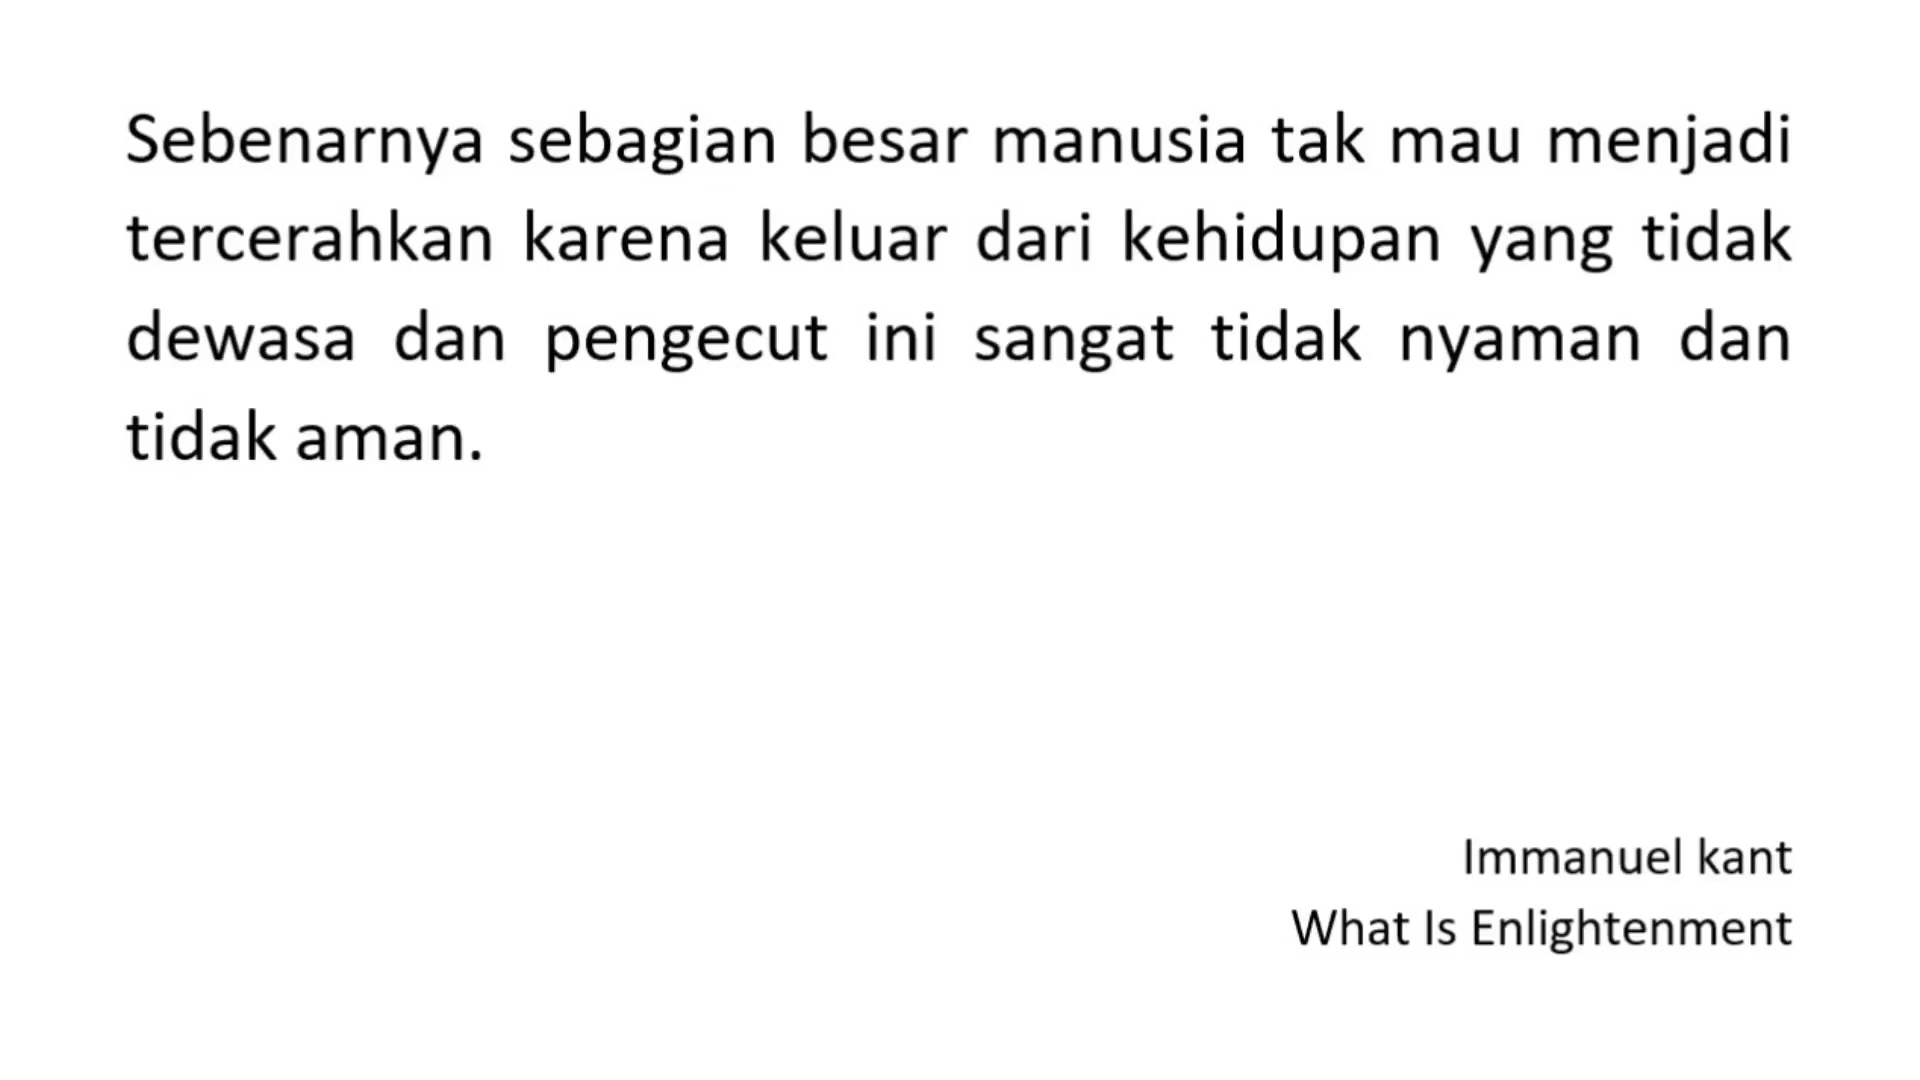 Sebenarnya sebagian besar manusia tak mau menjadi
tercerahkan karena keluar dari kehidupan yang tidak
dewasa dan pengecut ini sangat tidak nyaman dan
tidak aman.
Immanuel kant
What Is Enlightenment